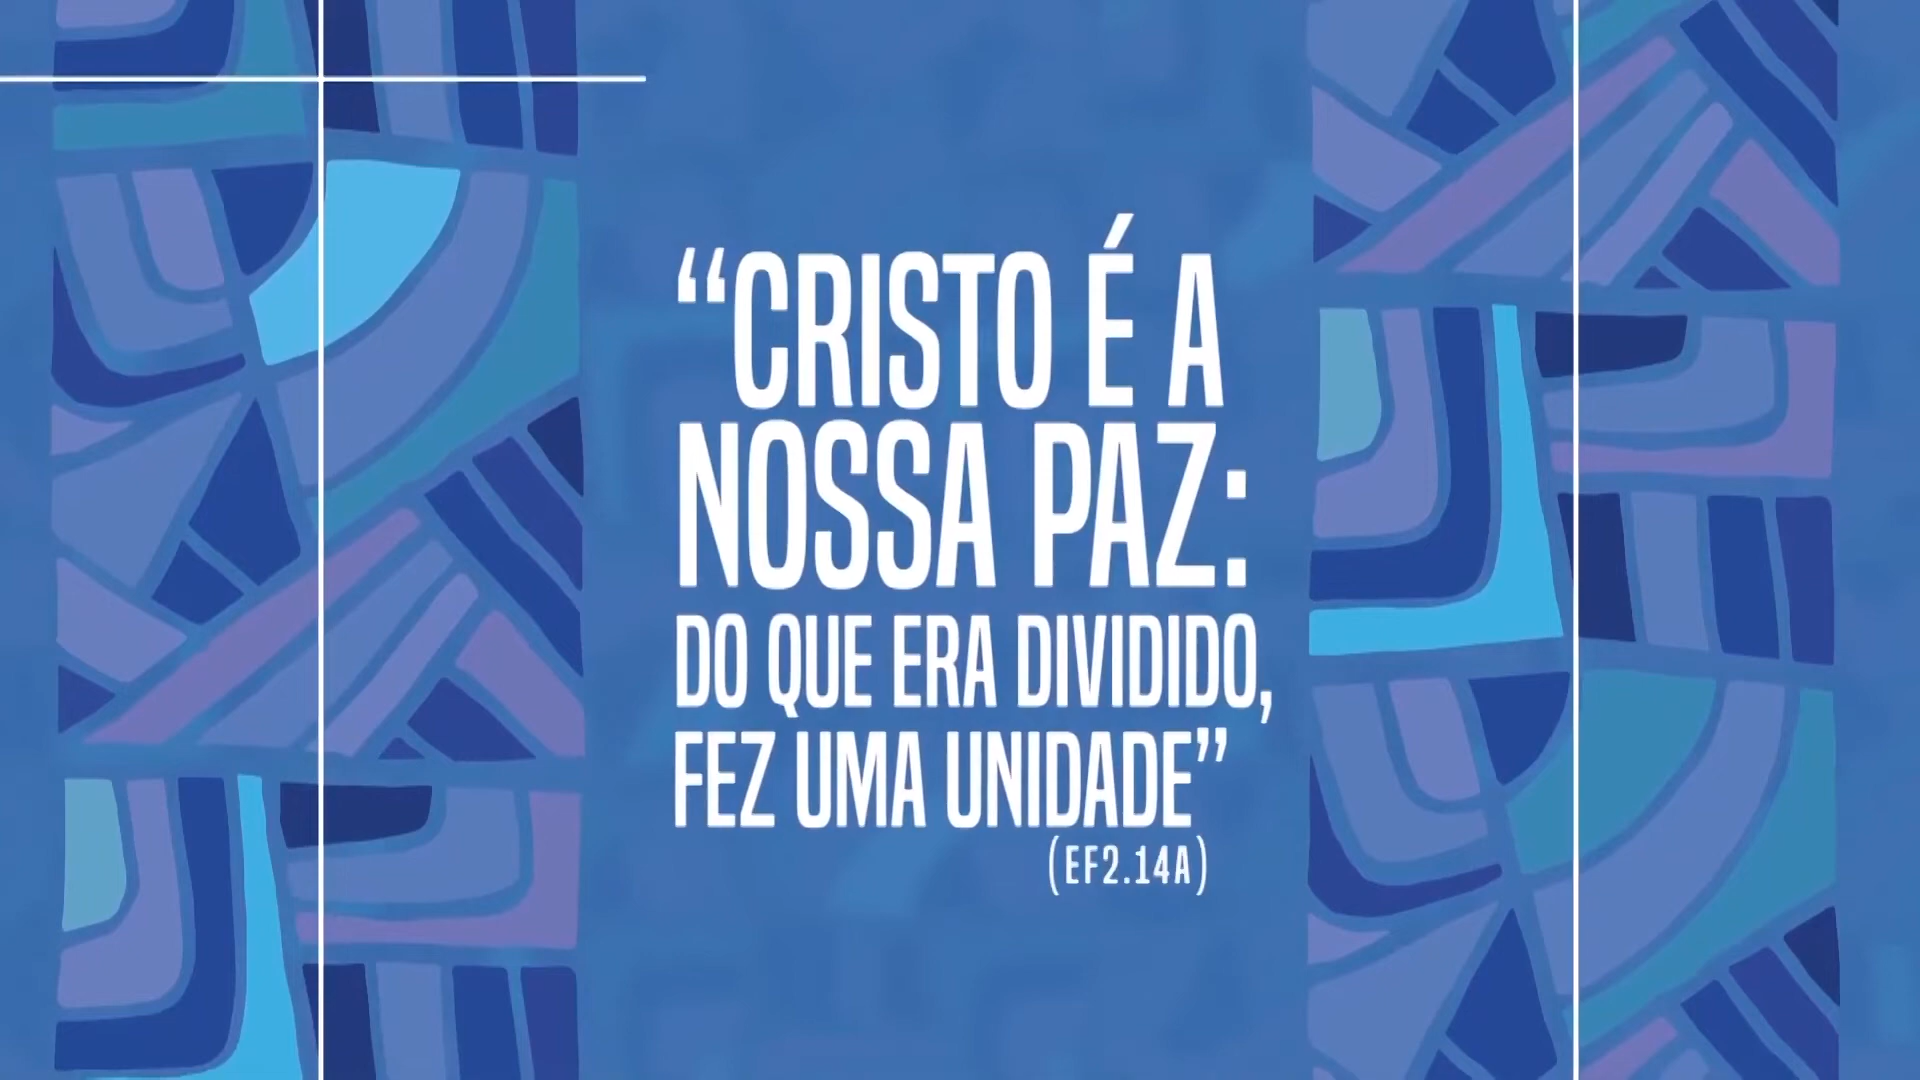 “CRISTO É A
NOSSA PAZ:
DO QUE ERA DIVIDIDO,
FEZ UMA UNIDADE”
(EF2.14A)